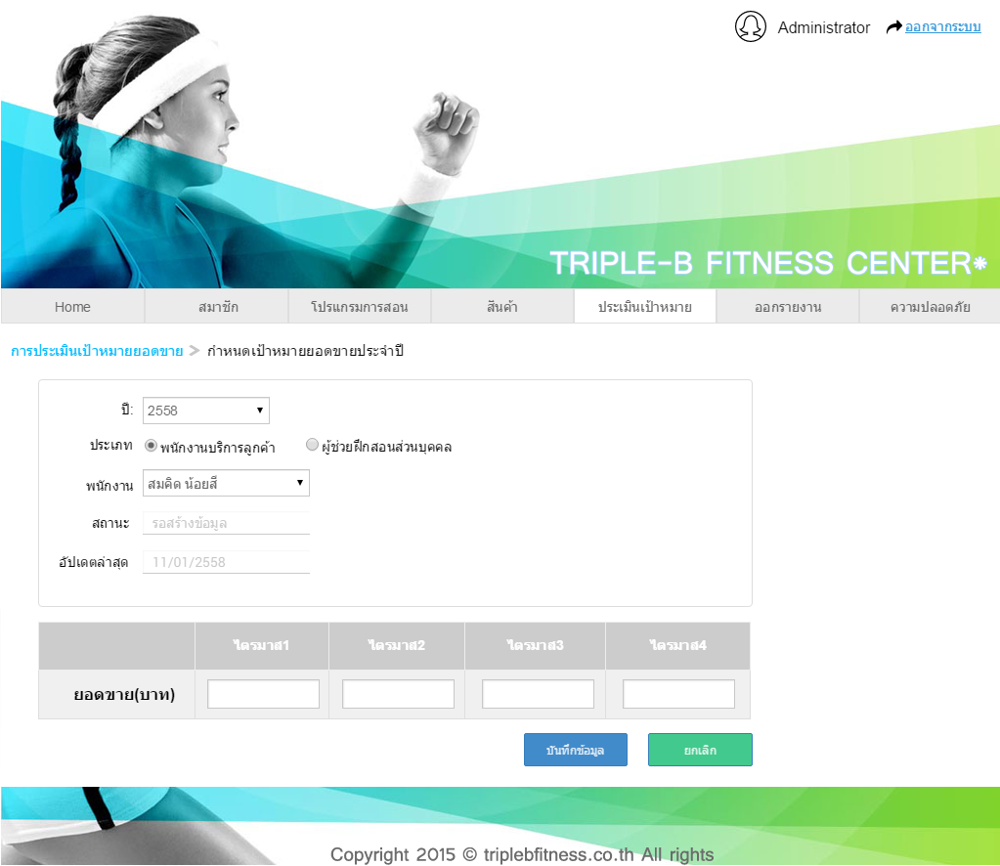 Administrator ออกจากระบบ
TRIPLE-B FITNESS CENTER*
Home สมาชิก โปรแกรมการสอน สินค้า ประเมินเป้าหมาย ออกรายงาน ความปลอดภัย
การประเมินเป้าหมายยอดขาย > กำหนดเป้าหมายยอดขายประจำปี
ปี: 2558
ประเภท พนักงานบริการลูกค้า ผู้ช่วยฝึกสอนส่วนบุคคล
พนักงาน สมคิด น้อยสี
สถานะ รอสร้างข้อมูล
อัปเดตล่าสุด 11/01/2558
ไตรมาส1 ไตรมาส2 ไตรมาส3 ไตรมาส4
ยอดขาย(บาท)
บันทึกข้อมูล ยกเลิก
Copyright 2015 © triplebfitness.co.th All rights